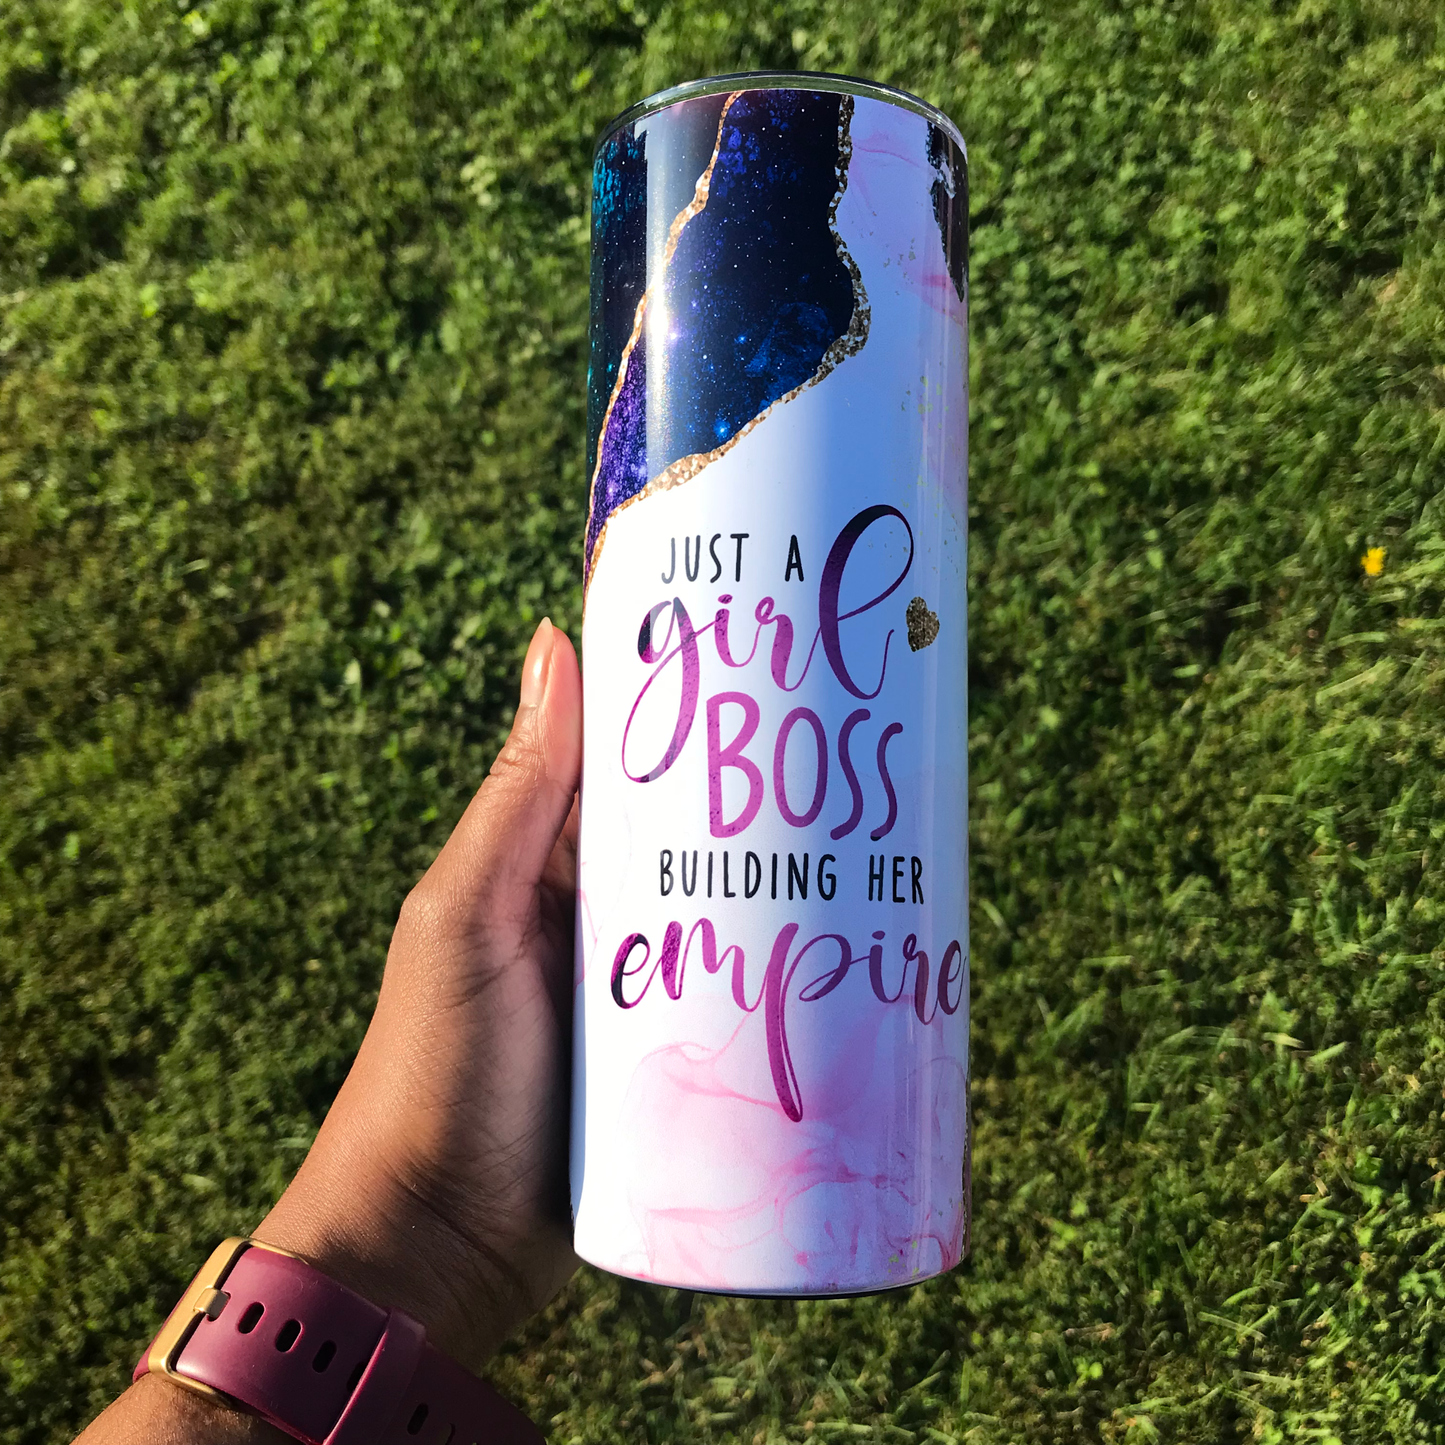 JUST A
girl
BOSS
BUILDING HER
empire